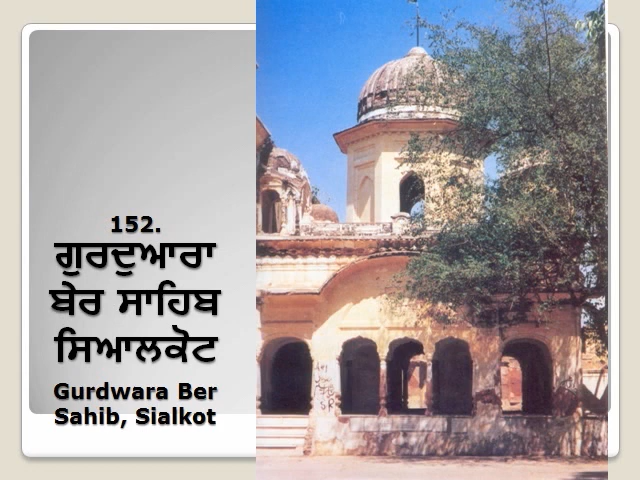 152.
ਗੁਰਦੁਆਰਾ
ਬੇਰ ਸਾਹਿਬ
ਸਿਆਲਕੋਟ
Gurdwara Ber
Sahib, Sialkot